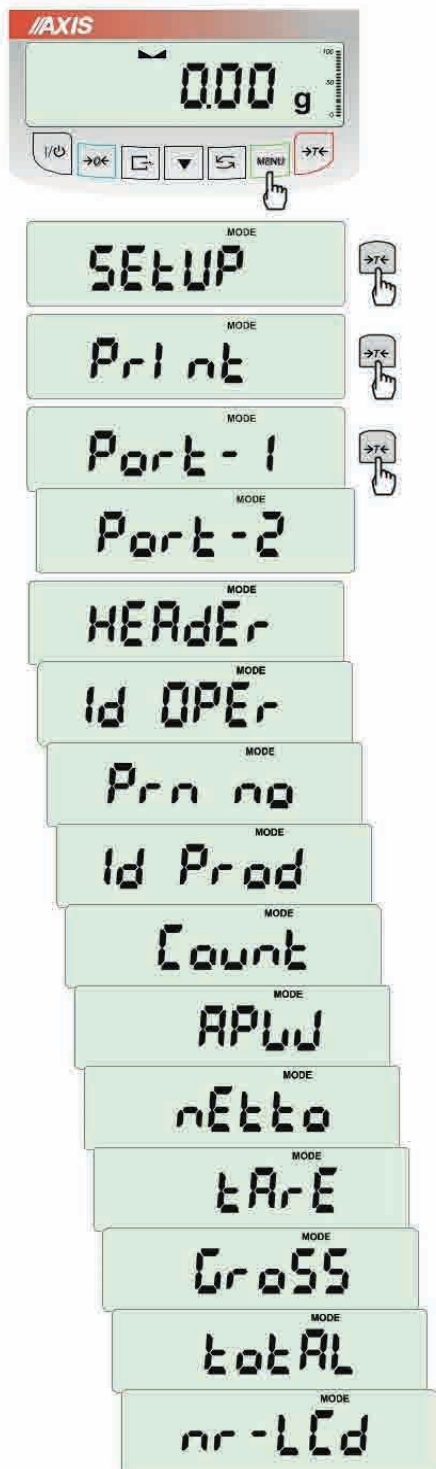 AXIS
100
50
0
0.00 g
I/⏻ →0← ▼ MENU →T←
MODE
SEtUP
→T←
MODE
PrI nt
→T←
MODE
Port-1
→T←
MODE
Port-2
MODE
HEAdEr
MODE
Id OPEr
MODE
Prn no
MODE
Id Prod
MODE
Count
MODE
APW
MODE
nEtto
MODE
tArE
MODE
GroSS
MODE
totAL
MODE
nr-LCd